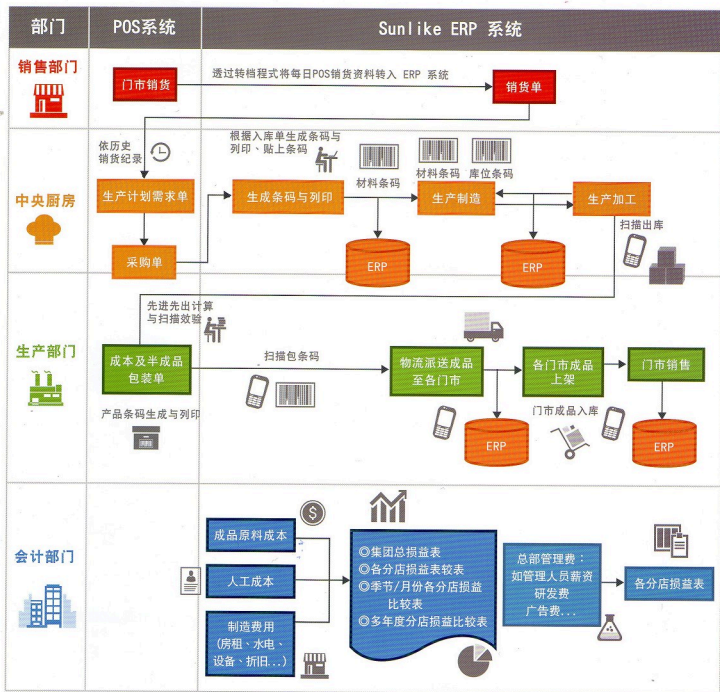 部门
POS系统
Sunlike ERP 系统
销售部门
门市销货
透过转档程式将每日POS销货资料转入 ERP 系统
销货单
依历史
销货纪录
根据入库单生成条码与
列印、贴上条码
材料条码
材料条码
库位条码
中央厨房
生产计划需求单
生成条码与列印
生产制造
生产加工
扫描出库
采购单
ERP
ERP
先进先出计算
与扫描效验
生产部门
成本及半成品
包装单
扫描包条码
物流派送成品
至各门市
各门市成品
上架
门市销售
产品条码生成与列印
门市成品入库
ERP
ERP
会计部门
成品原料成本
人工成本
制造费用
(房租、水电、
设备、折旧...)
◎集团总损益表
◎各分店损益表较表
◎季节/月份各分店损益
比较表
◎多年度分店损益比较表
总部管理费：
如管理人员薪资
研发费
广告费...
各分店损益表